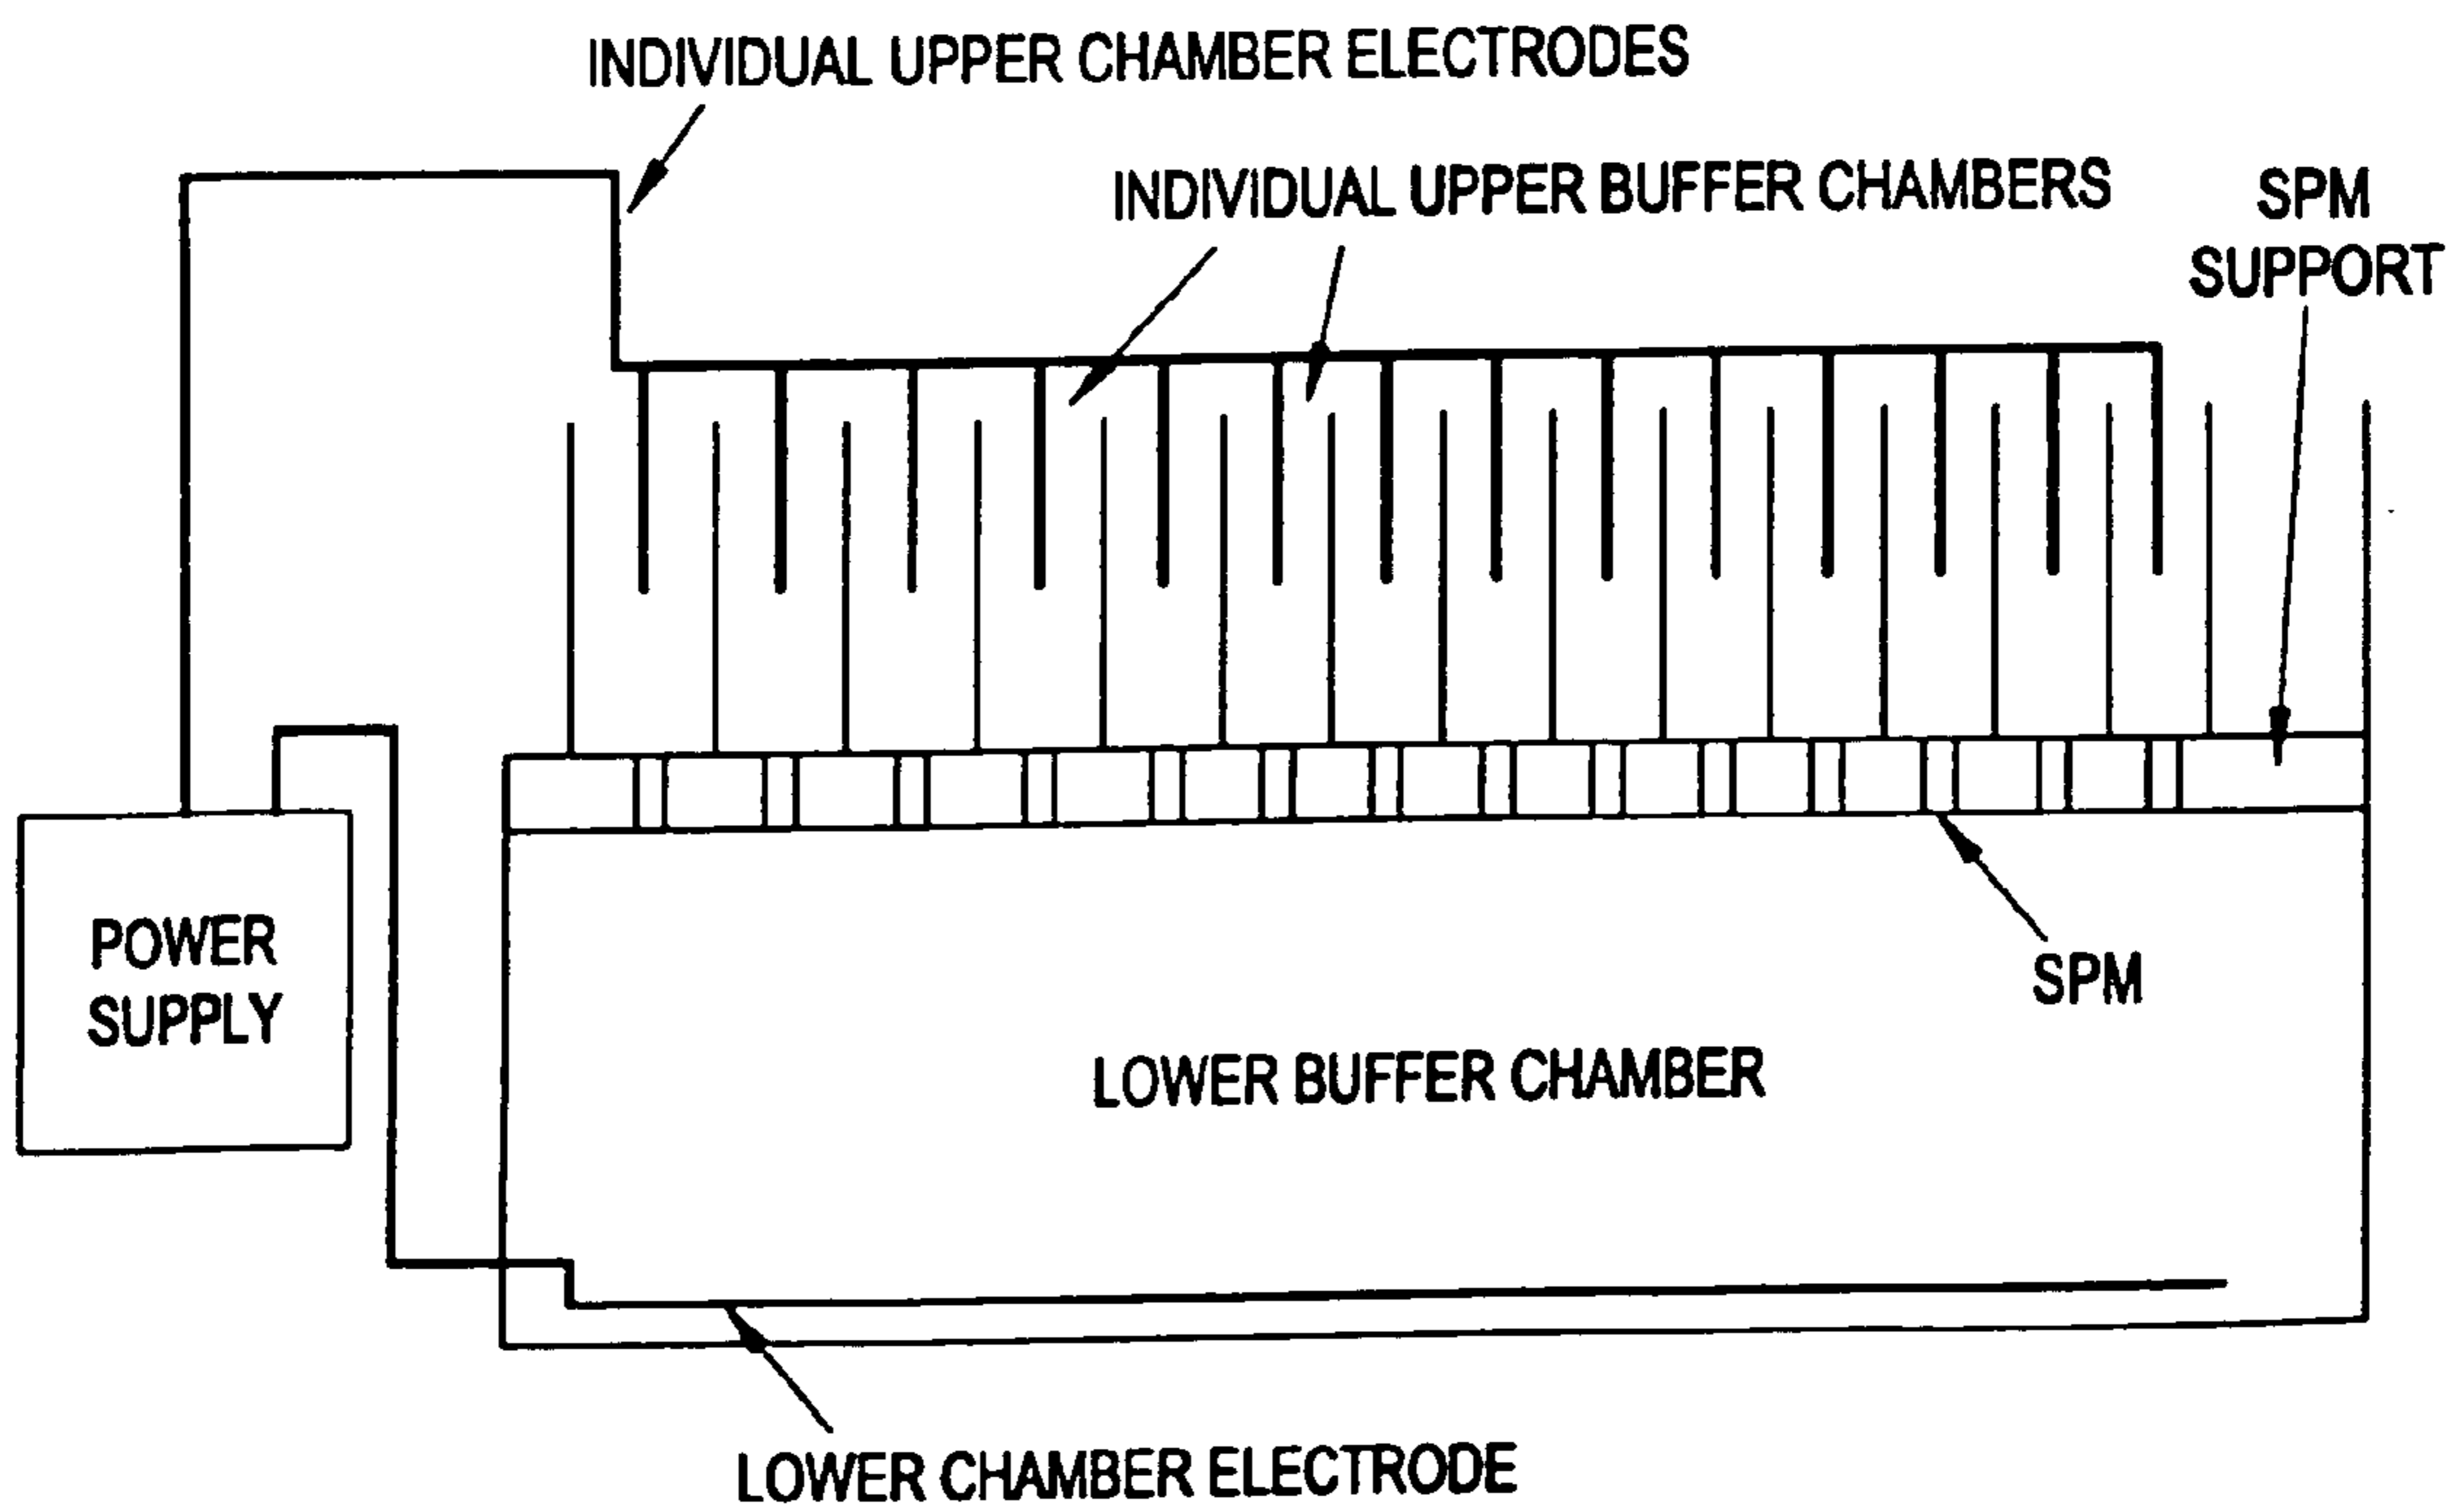 INDIVIDUAL UPPER CHAMBER ELECTRODES
INDIVIDUAL UPPER BUFFER CHAMBERS
SPM
SUPPORT
POWER
SUPPLY
SPM
LOWER BUFFER CHAMBER
LOWER CHAMBER ELECTRODE